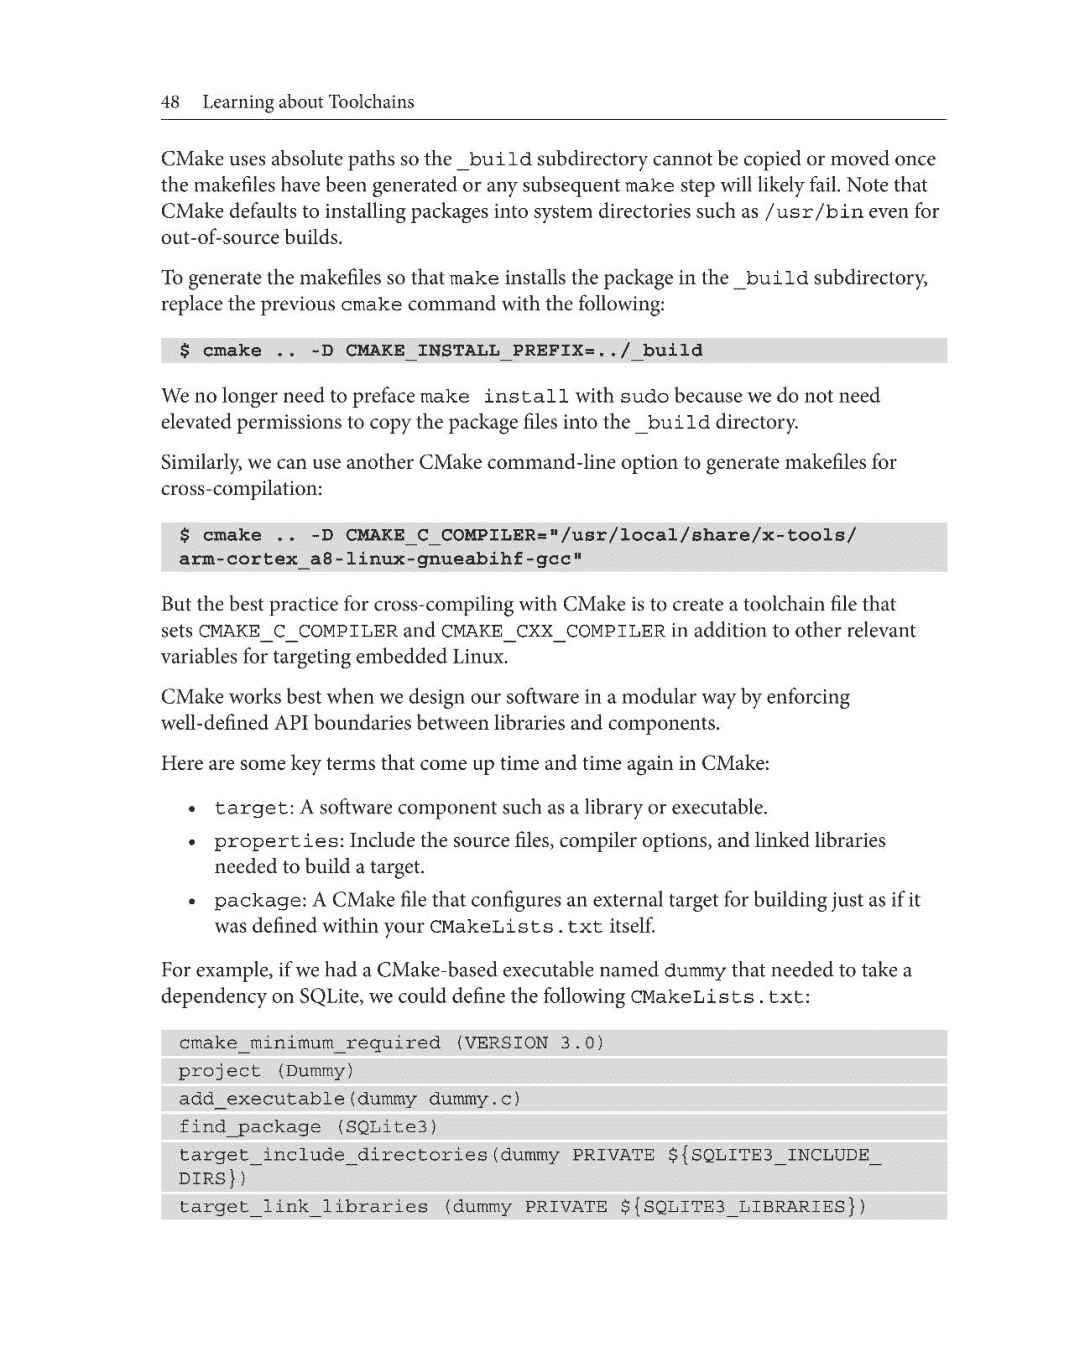 48 Learning about Toolchains
CMake uses absolute paths so the _build subdirectory cannot be copied or moved once
the makefiles have been generated or any subsequent make step will likely fail. Note that
CMake defaults to installing packages into system directories such as /usr/bin even for
out-of-source builds.
To generate the makefiles so that make installs the package in the _build subdirectory,
replace the previous cmake command with the following:
$ cmake .. -D CMAKE_INSTALL_PREFIX=../_build
We no longer need to preface make install with sudo because we do not need
elevated permissions to copy the package files into the _build directory.
Similarly, we can use another CMake command-line option to generate makefiles for
cross-compilation:
$ cmake .. -D CMAKE_C_COMPILER="/usr/local/share/x-tools/
arm-cortex_a8-linux-gnueabihf-gcc"
But the best practice for cross-compiling with CMake is to create a toolchain file that
sets CMAKE_C_COMPILER and CMAKE_CXX_COMPILER in addition to other relevant
variables for targeting embedded Linux.
CMake works best when we design our software in a modular way by enforcing
well-defined API boundaries between libraries and components.
Here are some key terms that come up time and time again in CMake:
• target: A software component such as a library or executable.
• properties: Include the source files, compiler options, and linked libraries
needed to build a target.
• package: A CMake file that configures an external target for building just as if it
was defined within your CMakeLists.txt itself.
For example, if we had a CMake-based executable named dummy that needed to take a
dependency on SQLite, we could define the following CMakeLists.txt:
cmake_minimum_required (VERSION 3.0)
project (Dummy)
add_executable(dummy dummy.c)
find_package (SQLite3)
target_include_directories(dummy PRIVATE ${SQLITE3_INCLUDE_
DIRS})
target_link_libraries (dummy PRIVATE ${SQLITE3_LIBRARIES})